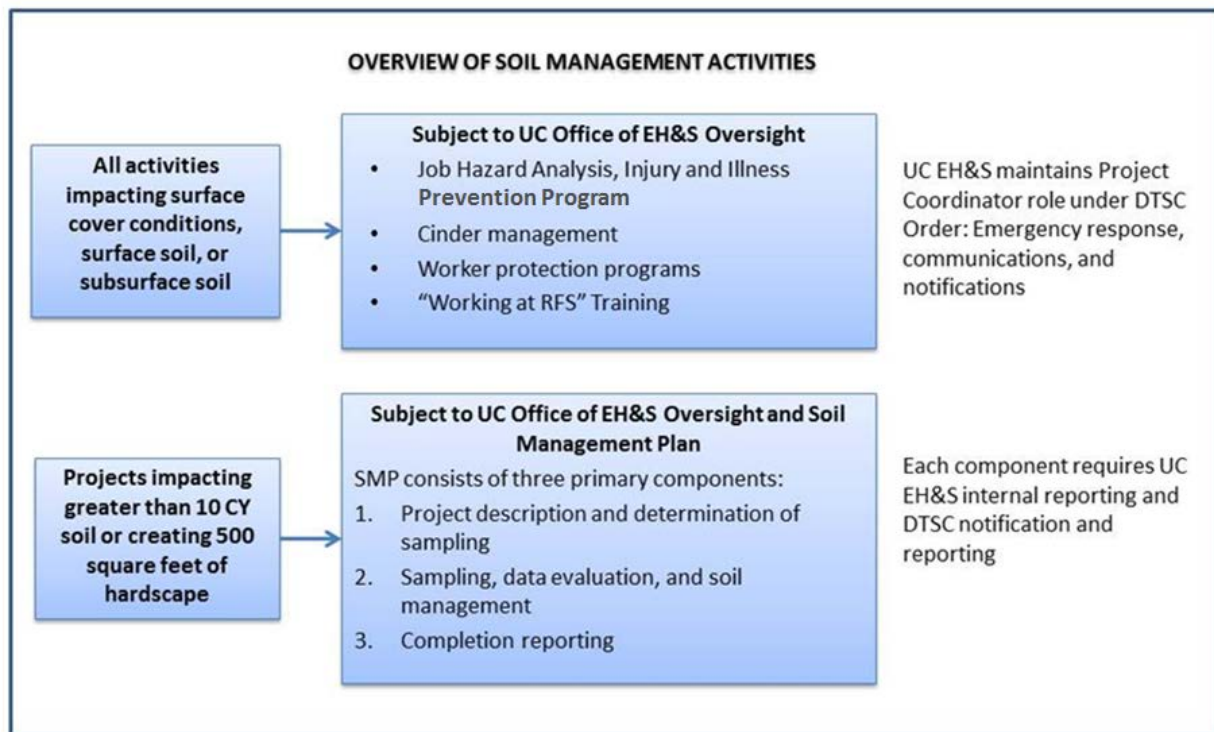 OVERVIEW OF SOIL MANAGEMENT ACTIVITIES
All activities
impacting surface
cover conditions,
surface soil, or
subsurface soil
Subject to UC Office of EH&S Oversight
• Job Hazard Analysis, Injury and Illness
Prevention Program
• Cinder management
• Worker protection programs
• “Working at RFS” Training
UC EH&S maintains Project
Coordinator role under DTSC
Order: Emergency response,
communications, and
notifications
Projects impacting
greater than 10 CY
soil or creating 500
square feet of
hardscape
Subject to UC Office of EH&S Oversight and Soil
Management Plan
SMP consists of three primary components:
1. Project description and determination of
sampling
2. Sampling, data evaluation, and soil
management
3. Completion reporting
Each component requires UC
EH&S internal reporting and
DTSC notification and
reporting